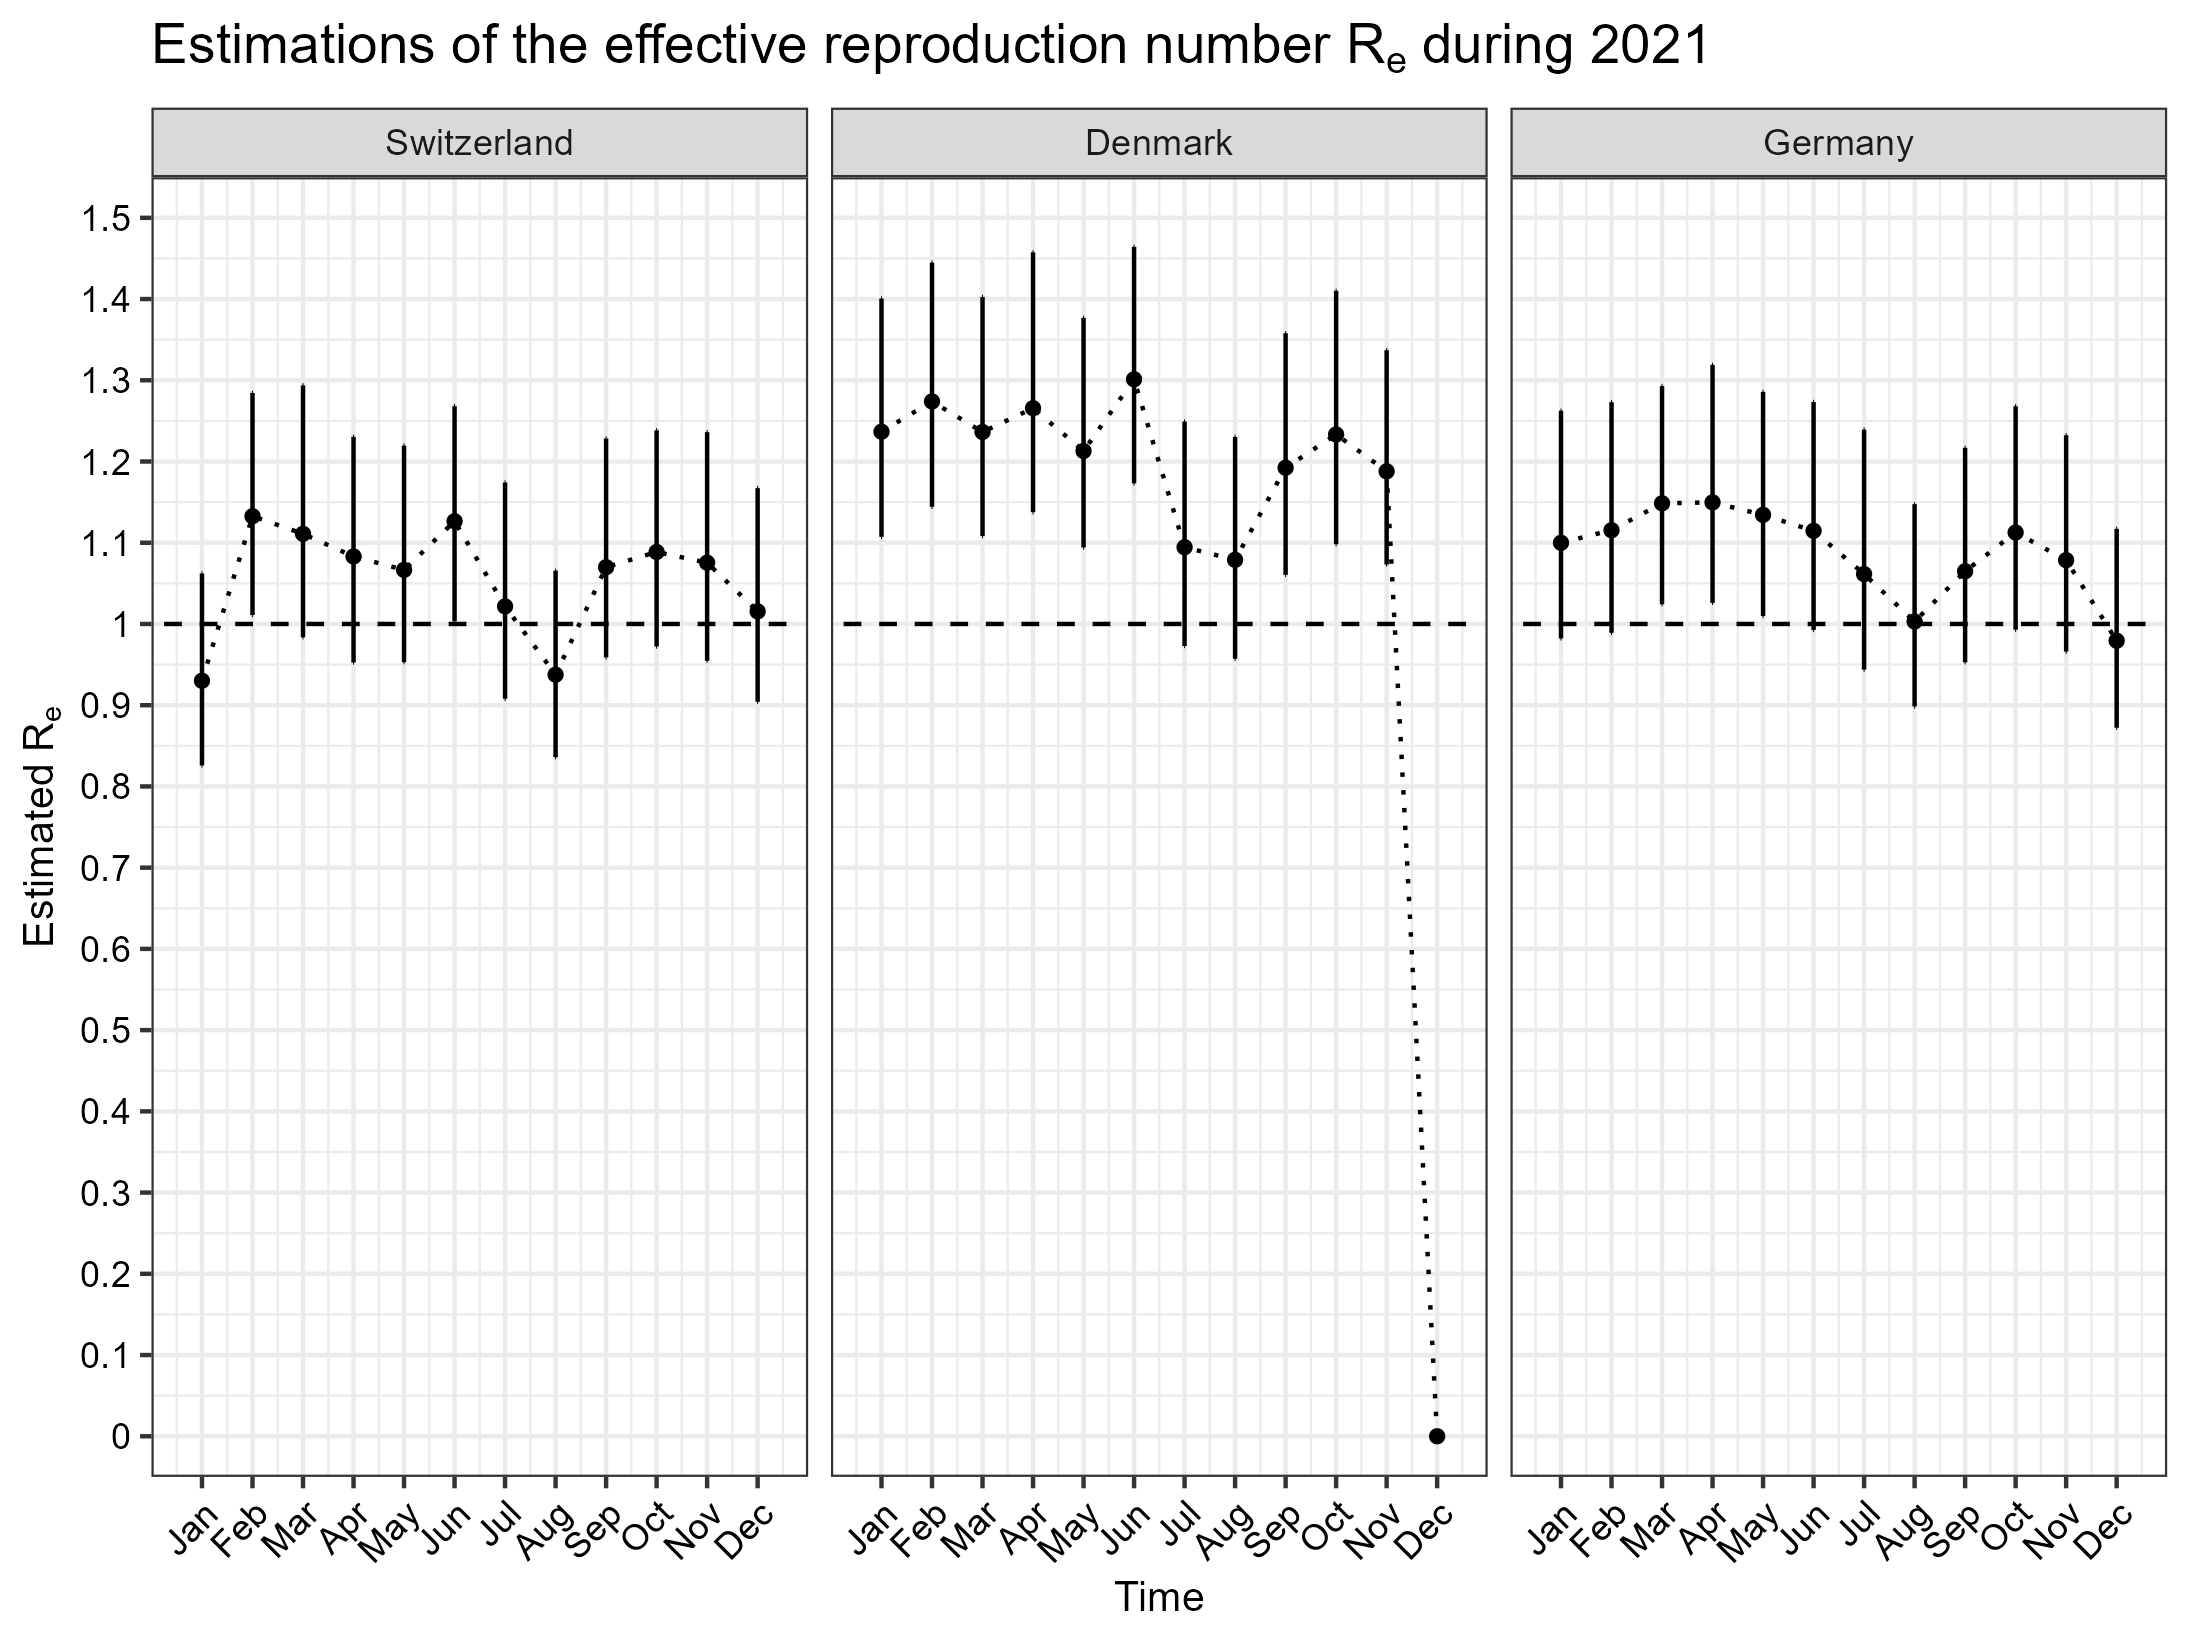 Estimations of the effective reproduction number Re during 2021
Switzerland
Denmark
Germany
Estimated Re
1.5
1.4
1.3
1.2
1.1
1
0.9
0.8
0.7
0.6
0.5
0.4
0.3
0.2
0.1
0
Jan Feb Mar Apr May Jun Jul Aug Sep Oct Nov Dec
Jan Feb Mar Apr May Jun Jul Aug Sep Oct Nov Dec
Jan Feb Mar Apr May Jun Jul Aug Sep Oct Nov Dec
Time